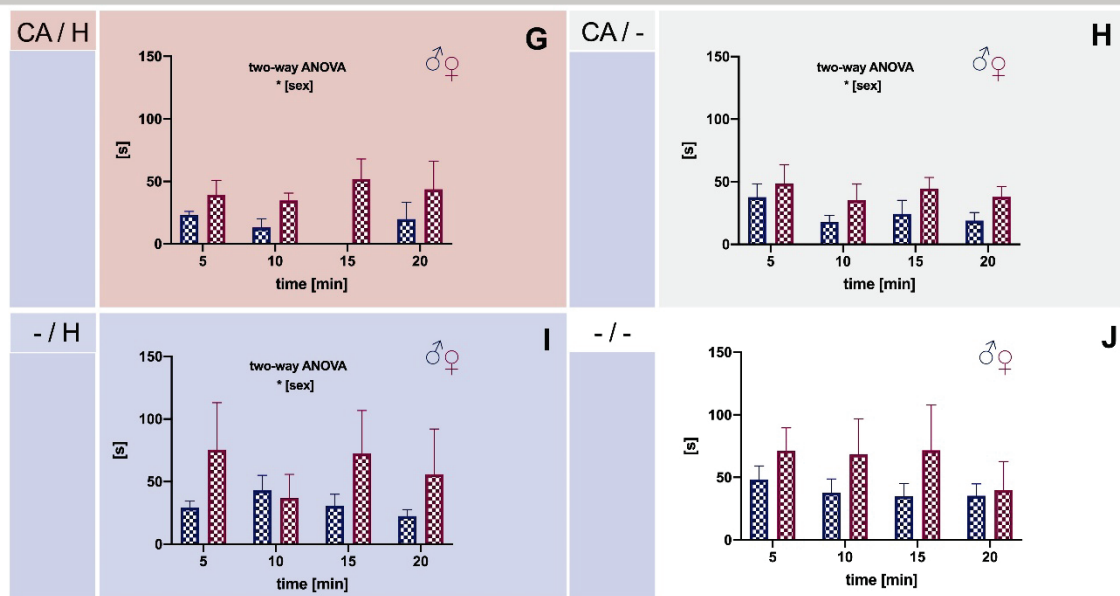 CA / H
G
150
100
50
0
[s]
two-way ANOVA
* [sex]
♂♀
5 10 15 20
time [min]
CA / -
H
150
100
50
0
[s]
two-way ANOVA
* [sex]
♂♀
5 10 15 20
time [min]
- / H
I
150
100
50
0
[s]
two-way ANOVA
* [sex]
♂♀
5 10 15 20
time [min]
- / -
J
150
100
50
0
[s]
♂♀
5 10 15 20
time [min]